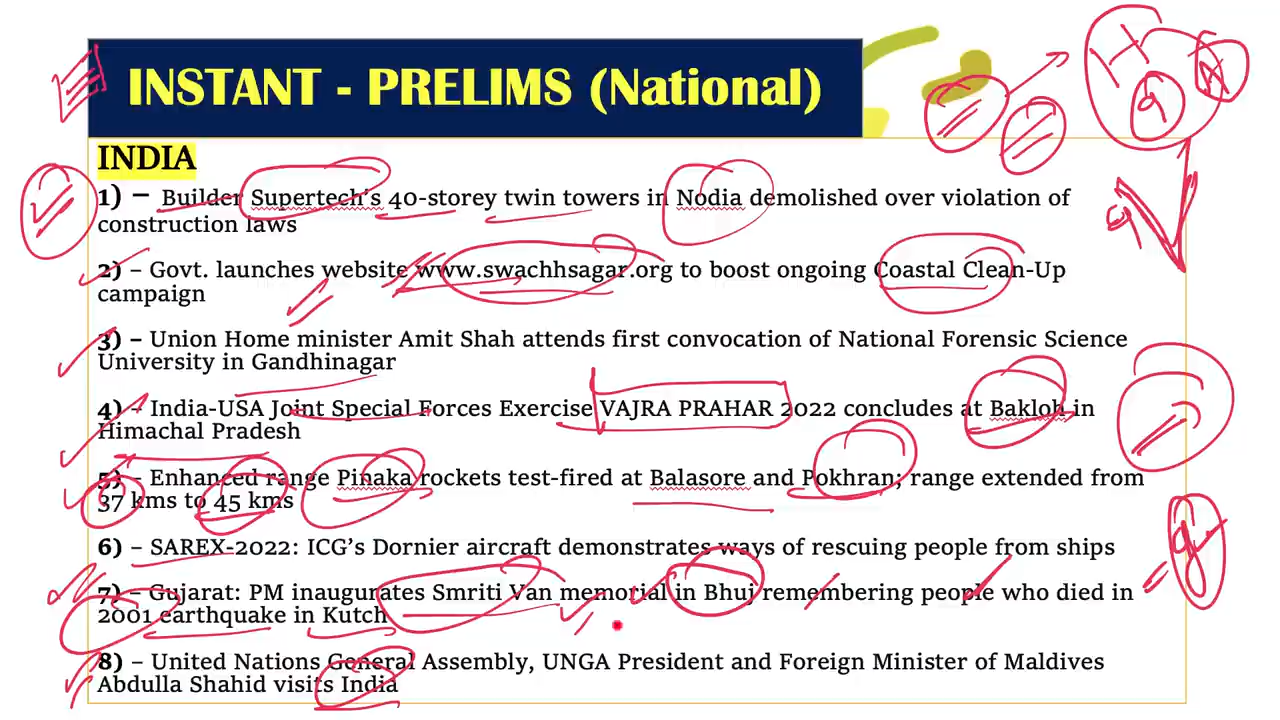 INSTANT - PRELIMS (National)
INDIA
1) – Builder Supertech's 40-storey twin towers in Nodia demolished over violation of
construction laws
2) – Govt. launches website www.swachhsagar.org to boost ongoing Coastal Clean-Up
campaign
3) – Union Home minister Amit Shah attends first convocation of National Forensic Science
University in Gandhinagar
4) – India-USA Joint Special Forces Exercise VAJRA PRAHAR 2022 concludes at Bakloh in
Himachal Pradesh
5) – Enhanced range Pinaka rockets test-fired at Balasore and Pokhran; range extended from
37 kms to 45 kms
6) – SAREX-2022: ICG's Dornier aircraft demonstrates ways of rescuing people from ships
7) – Gujarat: PM inaugurates Smriti Van memorial in Bhuj remembering people who died in
2001 earthquake in Kutch
8) – United Nations General Assembly, UNGA President and Foreign Minister of Maldives
Abdulla Shahid visits India